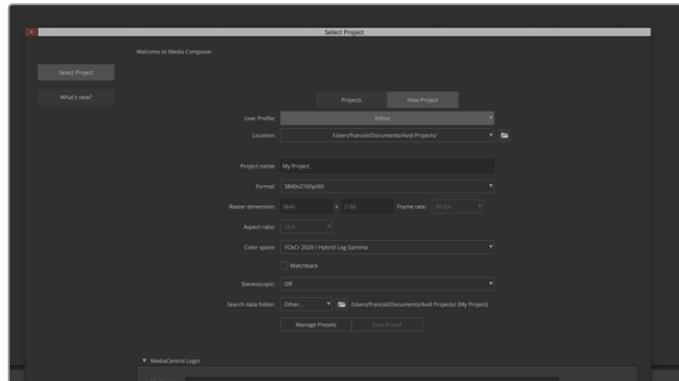 Select Project
Welcome to Media Composer
Select Project
What's new?
Projects New Project
User Profile: Editor
Location: /Users/francisl/Documents/Avid Projects/
Project name: My Project
Format: 3840x2160p/60
Raster dimension: 3840 x 2160 Frame rate: 60 fps
Aspect ratio: 16:9
Color space: YCbCr 2020 / Hybrid Log Gamma
Matchback
Stereoscopic: Off
Search data folder: Other... /Users/francisl/Documents/Avid Projects/ (My Project)
Manage Presets Save Preset
MediaCentral Login